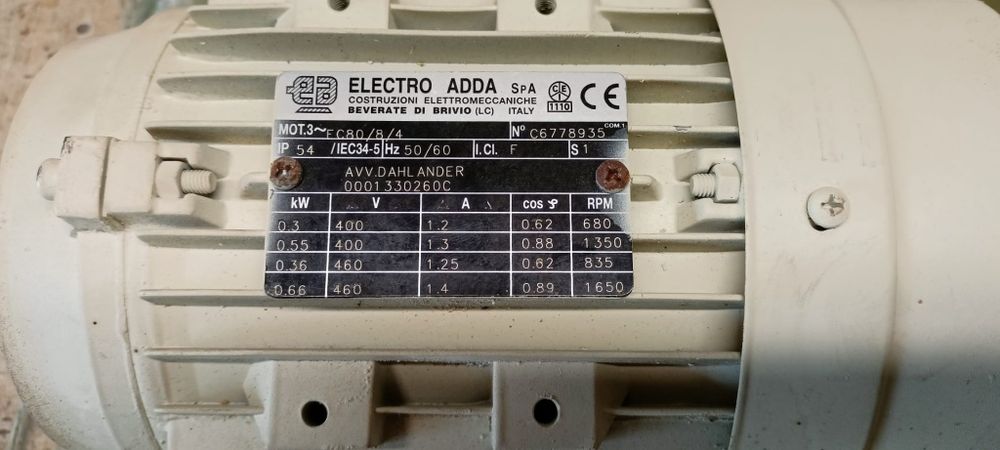 ELECTRO ADDA SPA
COSTRUZIONI ELETTROMECCANICHE
BEVERATE DI BRIVIO (LC) ITALY
CE
1110
CE
MOT.3~ FC80/8/4 N° C6778935 COM.1
IP 54 /IEC34-5 Hz 50/60 I.Cl. F S 1
AVV.DAHLANDER
0001330260C
kW V A cos φ RPM
0.3 400 1.2 0.62 680
0.55 400 1.3 0.88 1350
0.36 460 1.25 0.62 835
0.66 460 1.4 0.89 1650